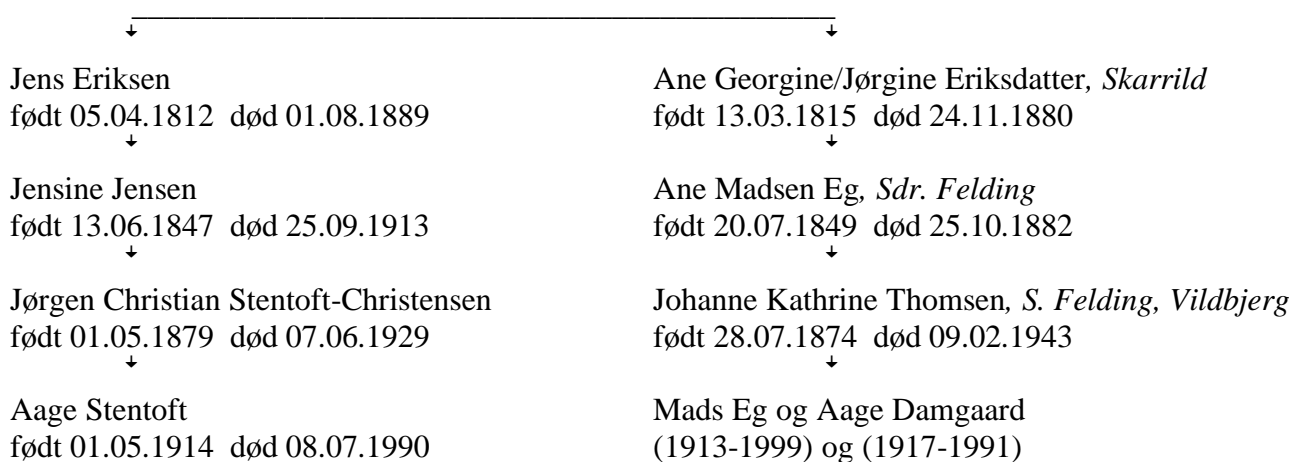 Jens Eriksen
født 05.04.1812 død 01.08.1889
Jensine Jensen
født 13.06.1847 død 25.09.1913
Jørgen Christian Stentoft-Christensen
født 01.05.1879 død 07.06.1929
Aage Stentoft
født 01.05.1914 død 08.07.1990
Ane Georgine/Jørgine Eriksdatter, Skarrild
født 13.03.1815 død 24.11.1880
Ane Madsen Eg, Sdr. Felding
født 20.07.1849 død 25.10.1882
Johanne Kathrine Thomsen, S. Felding, Vildbjerg
født 28.07.1874 død 09.02.1943
Mads Eg og Aage Damgaard
(1913-1999) og (1917-1991)